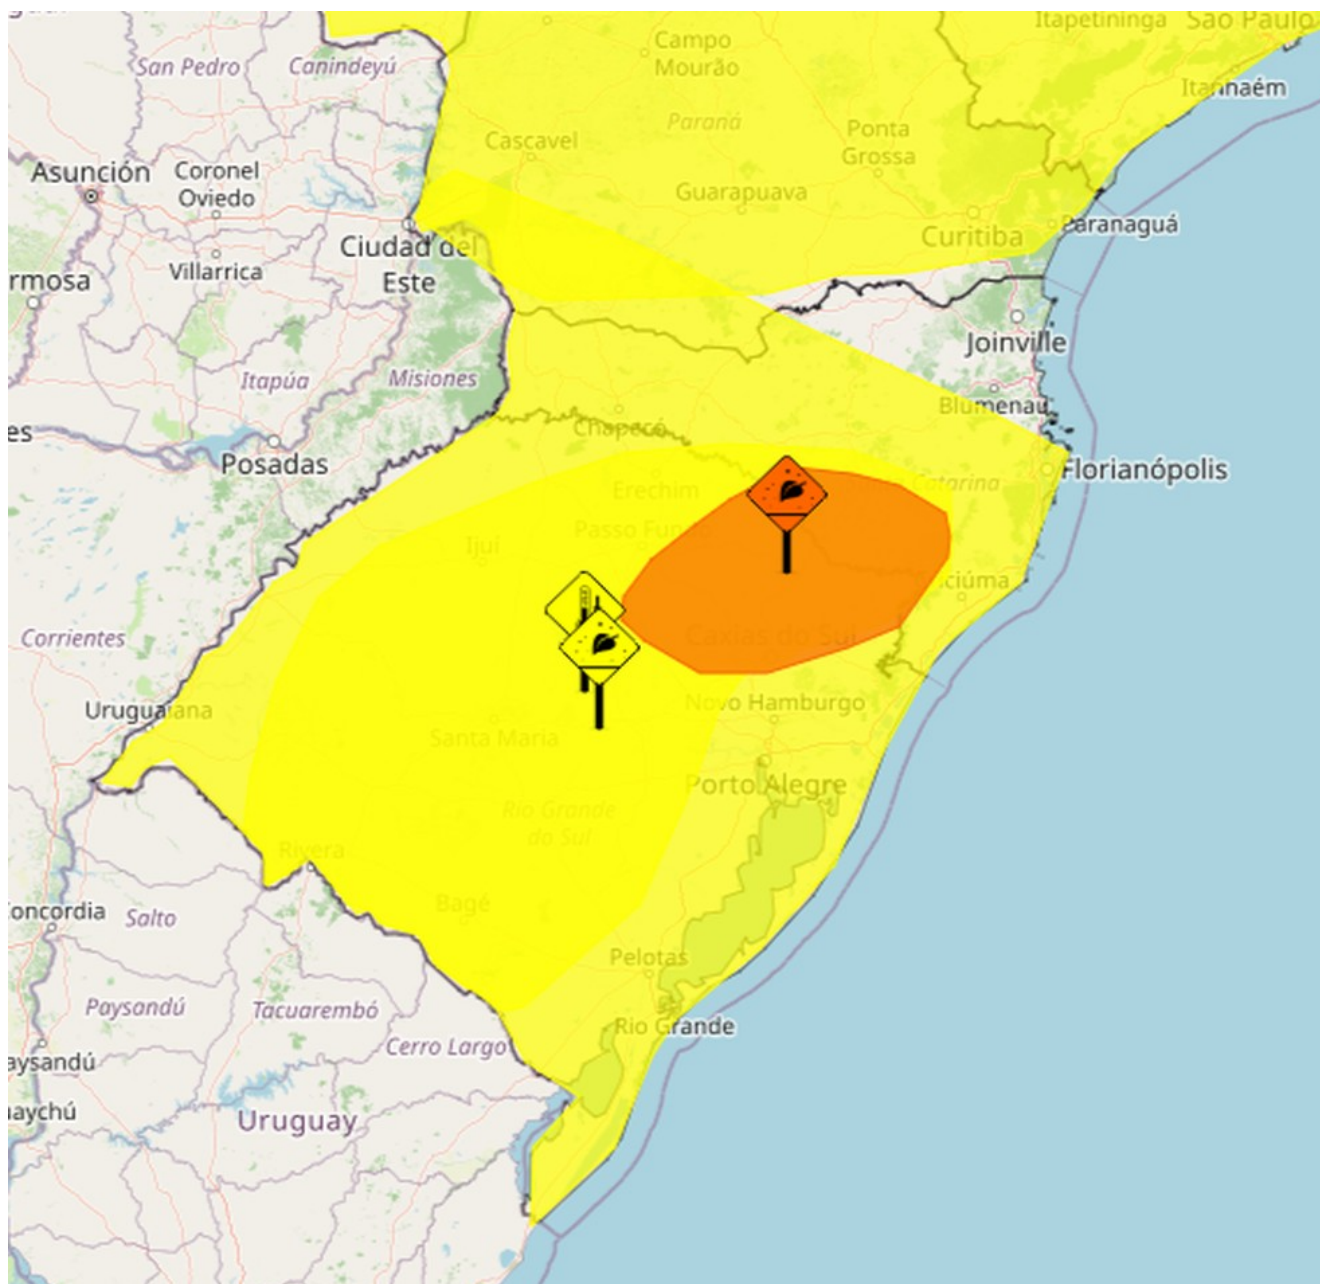 Itapetininga
São Paulo
Campo
Mourão
San Pedro
Canindeyú
Itanhaém
Paraná
Cascavel
Ponta
Grossa
Asunción
Coronel
Oviedo
Guarapuava
Paranaguá
Curitiba
Ciudad del
Este
Villarrica
rmosa
Joinville
Itapúa
Misiones
Blumenau
Chapecó
es
Posadas
Florianópolis
Catarina
Erechim
Passo Fundo
Ijuí
iciúma
Corrientes
Caxias do Sul
Uruguaiana
Novo Hamburgo
Santa Maria
Porto Alegre
Rio Grande
do Sul
Rivera
Bagé
oncordia
Salto
Pelotas
Paysandú
Tacuarembó
Rio Grande
Cerro Largo
aysandú
uaychú
Uruguay